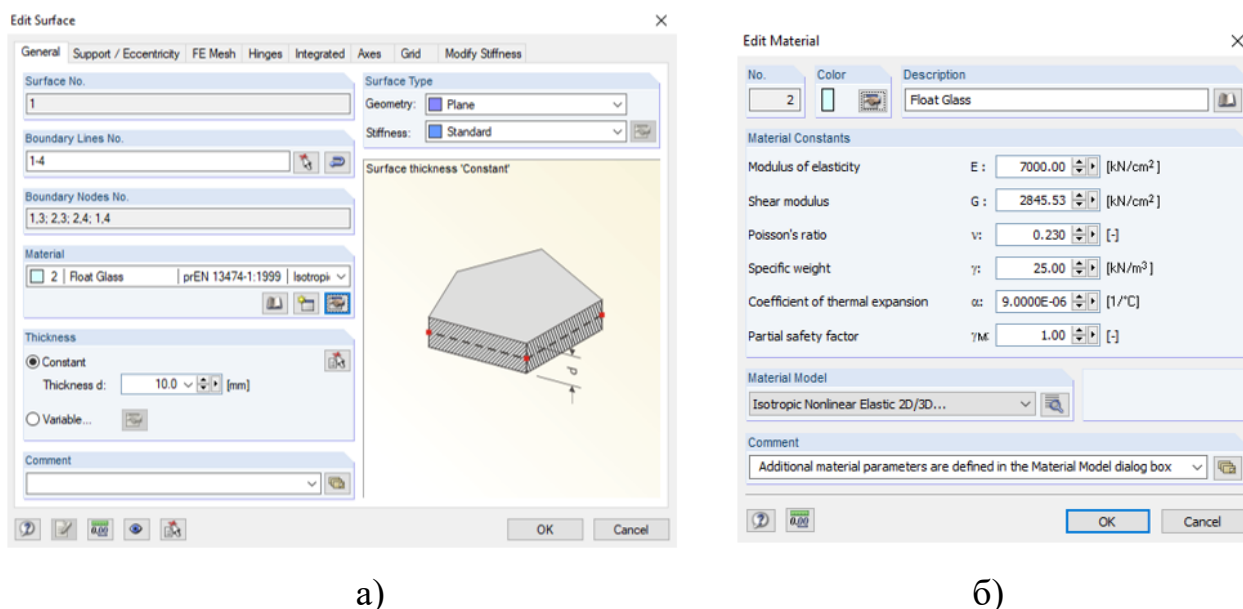 Edit Surface
General Support / Eccentricity FE Mesh Hinges Integrated Axes Grid Modify Stiffness
Surface No.
1
Boundary Lines No.
1-4
Boundary Nodes No.
1,3; 2,3; 2,4; 1,4
Material
2 Float Glass prEN 13474-1:1999 Isotropi
Thickness
Constant
Thickness d: 10.0 [mm]
Variable...
Comment
Surface Type
Geometry: Plane
Stiffness: Standard
Surface thickness 'Constant'
d
0,00
OK Cancel
а)
Edit Material
No. Color Description
2 Float Glass
Material Constants
Modulus of elasticity E : 7000.00 [kN/cm²]
Shear modulus G : 2845.53 [kN/cm²]
Poisson's ratio ν: 0.230 [-]
Specific weight γ: 25.00 [kN/m³]
Coefficient of thermal expansion α: 9.0000E-06 [1/°C]
Partial safety factor γM: 1.00 [-]
Material Model
Isotropic Nonlinear Elastic 2D/3D...
Comment
Additional material parameters are defined in the Material Model dialog box
0,00
OK Cancel
б)